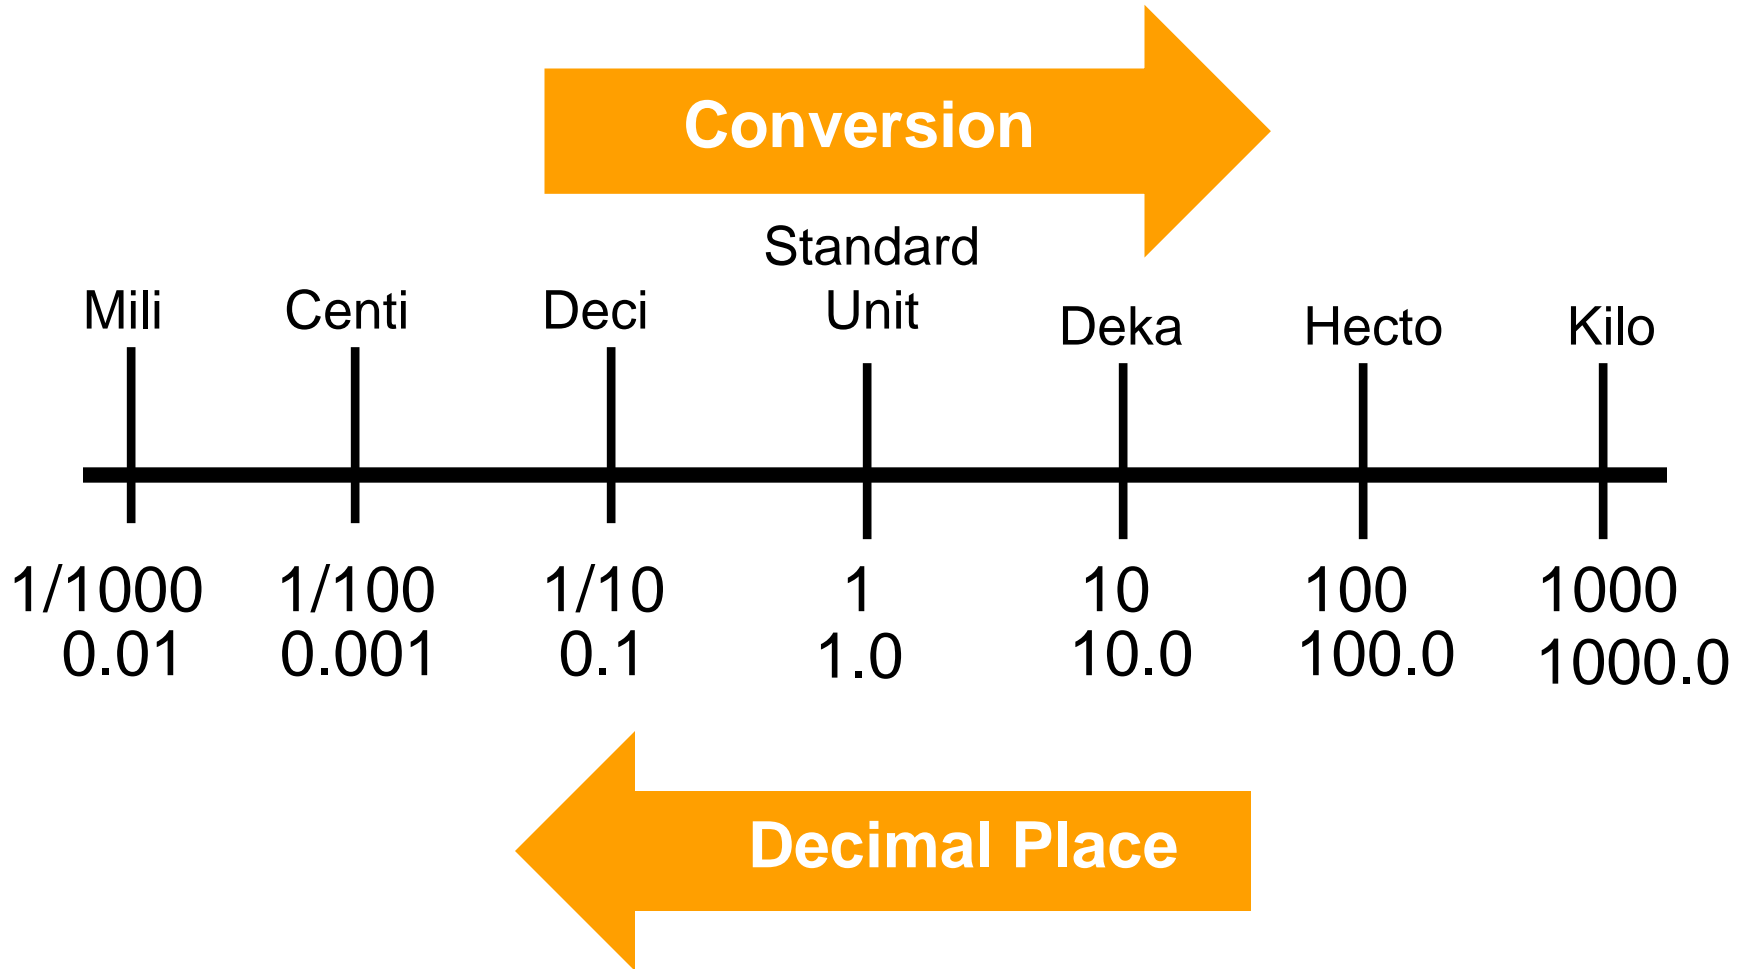 Conversion
Standard
Mili Centi Deci Unit Deka Hecto Kilo
1/1000 1/100 1/10 1 10 100 1000
0.01 0.001 0.1 1.0 10.0 100.0 1000.0
Decimal Place